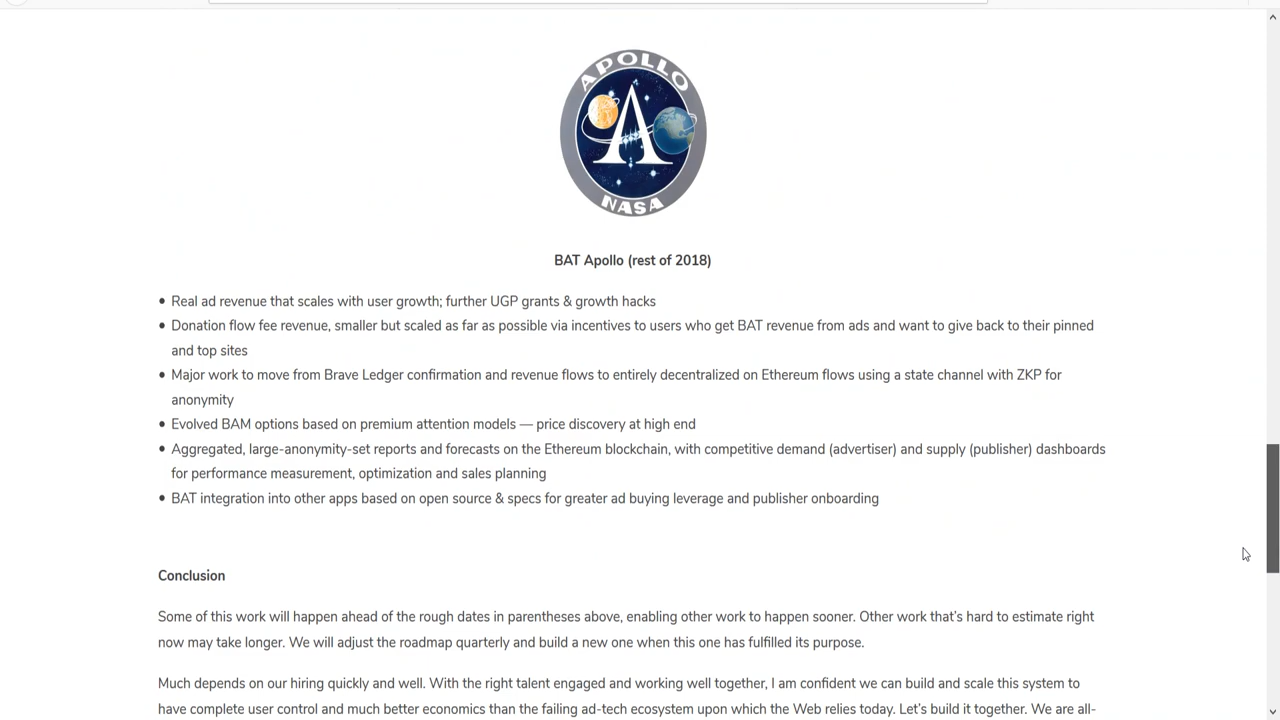 APOLLO
A
NASA
BAT Apollo (rest of 2018)
• Real ad revenue that scales with user growth; further UGP grants & growth hacks
• Donation flow fee revenue, smaller but scaled as far as possible via incentives to users who get BAT revenue from ads and want to give back to their pinned
and top sites
• Major work to move from Brave Ledger confirmation and revenue flows to entirely decentralized on Ethereum flows using a state channel with ZKP for
anonymity
• Evolved BAM options based on premium attention models — price discovery at high end
• Aggregated, large-anonymity-set reports and forecasts on the Ethereum blockchain, with competitive demand (advertiser) and supply (publisher) dashboards
for performance measurement, optimization and sales planning
• BAT integration into other apps based on open source & specs for greater ad buying leverage and publisher onboarding
Conclusion
Some of this work will happen ahead of the rough dates in parentheses above, enabling other work to happen sooner. Other work that's hard to estimate right
now may take longer. We will adjust the roadmap quarterly and build a new one when this one has fulfilled its purpose.
Much depends on our hiring quickly and well. With the right talent engaged and working well together, I am confident we can build and scale this system to
have complete user control and much better economics than the failing ad-tech ecosystem upon which the Web relies today. Let's build it together. We are all-